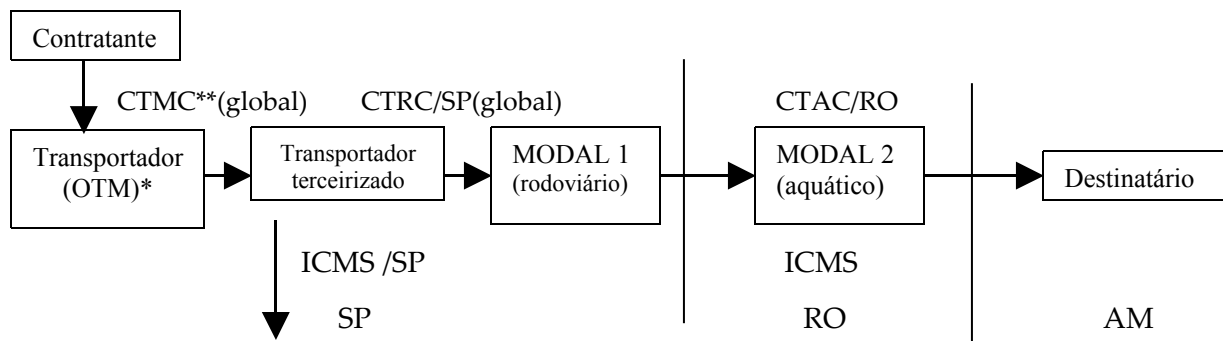 Contratante
CTMC**(global)
CTRC/SP(global)
CTAC/RO
Transportador
(OTM)*
Transportador
terceirizado
MODAL 1
(rodoviário)
MODAL 2
(aquático)
Destinatário
ICMS /SP
ICMS
SP
RO
AM